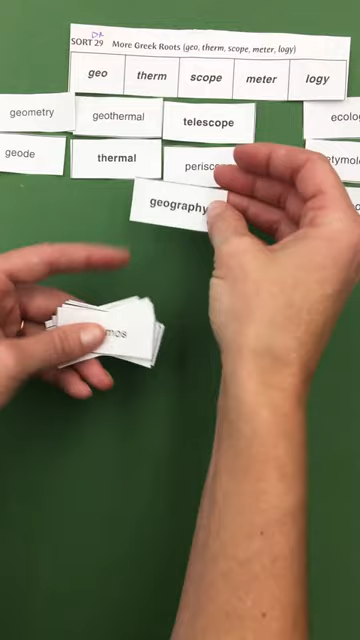 SORT 29 More Greek Roots (geo, therm, scope, meter, logy)
geo therm scope meter logy
geometry geothermal telescope
geode thermal
geography